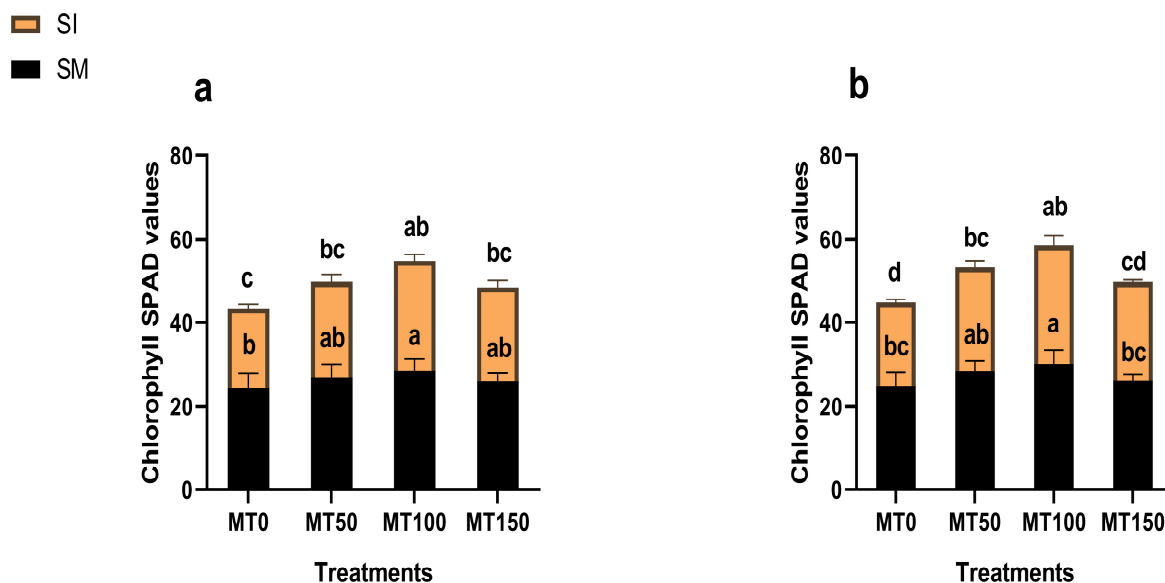 SI
SM
a
Chlorophyll SPAD values
80
60
40
20
0
c
bc
ab
bc
b
ab
a
ab
MT0 MT50 MT100 MT150
Treatments
b
Chlorophyll SPAD values
80
60
40
20
0
d
bc
ab
cd
bc
ab
a
bc
MT0 MT50 MT100 MT150
Treatments